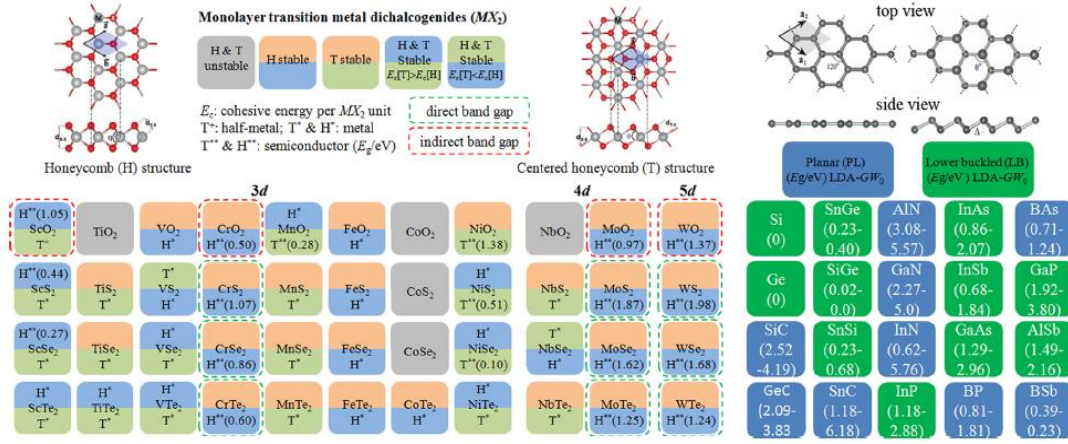 M
a
b
d_x-x
Monolayer transition metal dichalcogenides (MX₂)
H & T
unstable
H stable
T stable
H & T
Stable
E_c[T]>E_c[H]
H & T
Stable
E_c[T]<E_c[H]
E_c: cohesive energy per MX₂ unit
T⁺: half-metal; T* & H*: metal
T** & H**: semiconductor (E_g/eV)
direct band gap
indirect band gap
Honeycomb (H) structure
M
Centered honeycomb (T) structure
3d
4d
5d
H**(1.05)
ScO₂
T⁺
TiO₂
VO₂
H*
CrO₂
H**(0.50)
H*
MnO₂
T**(0.28)
FeO₂
H*
CoO₂
NiO₂
T**(1.38)
NbO₂
MoO₂
H**(0.97)
WO₂
H**(1.37)
H**(0.44)
ScS₂
T*
TiS₂
T*
T*
VS₂
H*
CrS₂
H**(1.07)
MnS₂
T*
FeS₂
H*
CoS₂
H*
NiS₂
T**(0.51)
NbS₂
T*
MoS₂
H**(1.87)
WS₂
H**(1.98)
H**(0.27)
ScSe₂
T*
TiSe₂
T*
H*
VSe₂
T*
CrSe₂
H**(0.86)
MnSe₂
T*
FeSe₂
H*
CoSe₂
H*
NiSe₂
T**(0.10)
T*
NbSe₂
H*
MoSe₂
H**(1.62)
WSe₂
H**(1.68)
H*
ScTe₂
T*
H*
TiTe₂
T*
H*
VTe₂
T*
CrTe₂
H**(0.60)
MnTe₂
T*
FeTe₂
H*
CoTe₂
H*
H*
NiTe₂
T*
NbTe₂
T*
MoTe₂
H**(1.25)
WTe₂
H**(1.24)
top view
a₂
a₁
120°
θ°
side view
Δ
Planar (PL)
(Eg/eV) LDA-GW₀
Lower buckled (LB)
(Eg/eV ) LDA-GW₀
Si
(0)
SnGe
(0.23-
0.40)
AlN
(3.08-
5.57)
InAs
(0.86-
2.07)
BAs
(0.71-
1.24)
Ge
(0)
SiGe
(0.02-
0.0)
GaN
(2.27-
5.0)
InSb
(0.68-
1.84)
GaP
(1.92-
3.80)
SiC
(2.52
-4.19)
SnSi
(0.23-
0.68)
InN
(0.62-
5.76)
GaAs
(1.29-
2.96)
AlSb
(1.49-
2.16)
GeC
(2.09-
3.83
SnC
(1.18-
6.18)
InP
(1.18-
2.88)
BP
(0.81-
1.81)
BSb
(0.39-
0.23)